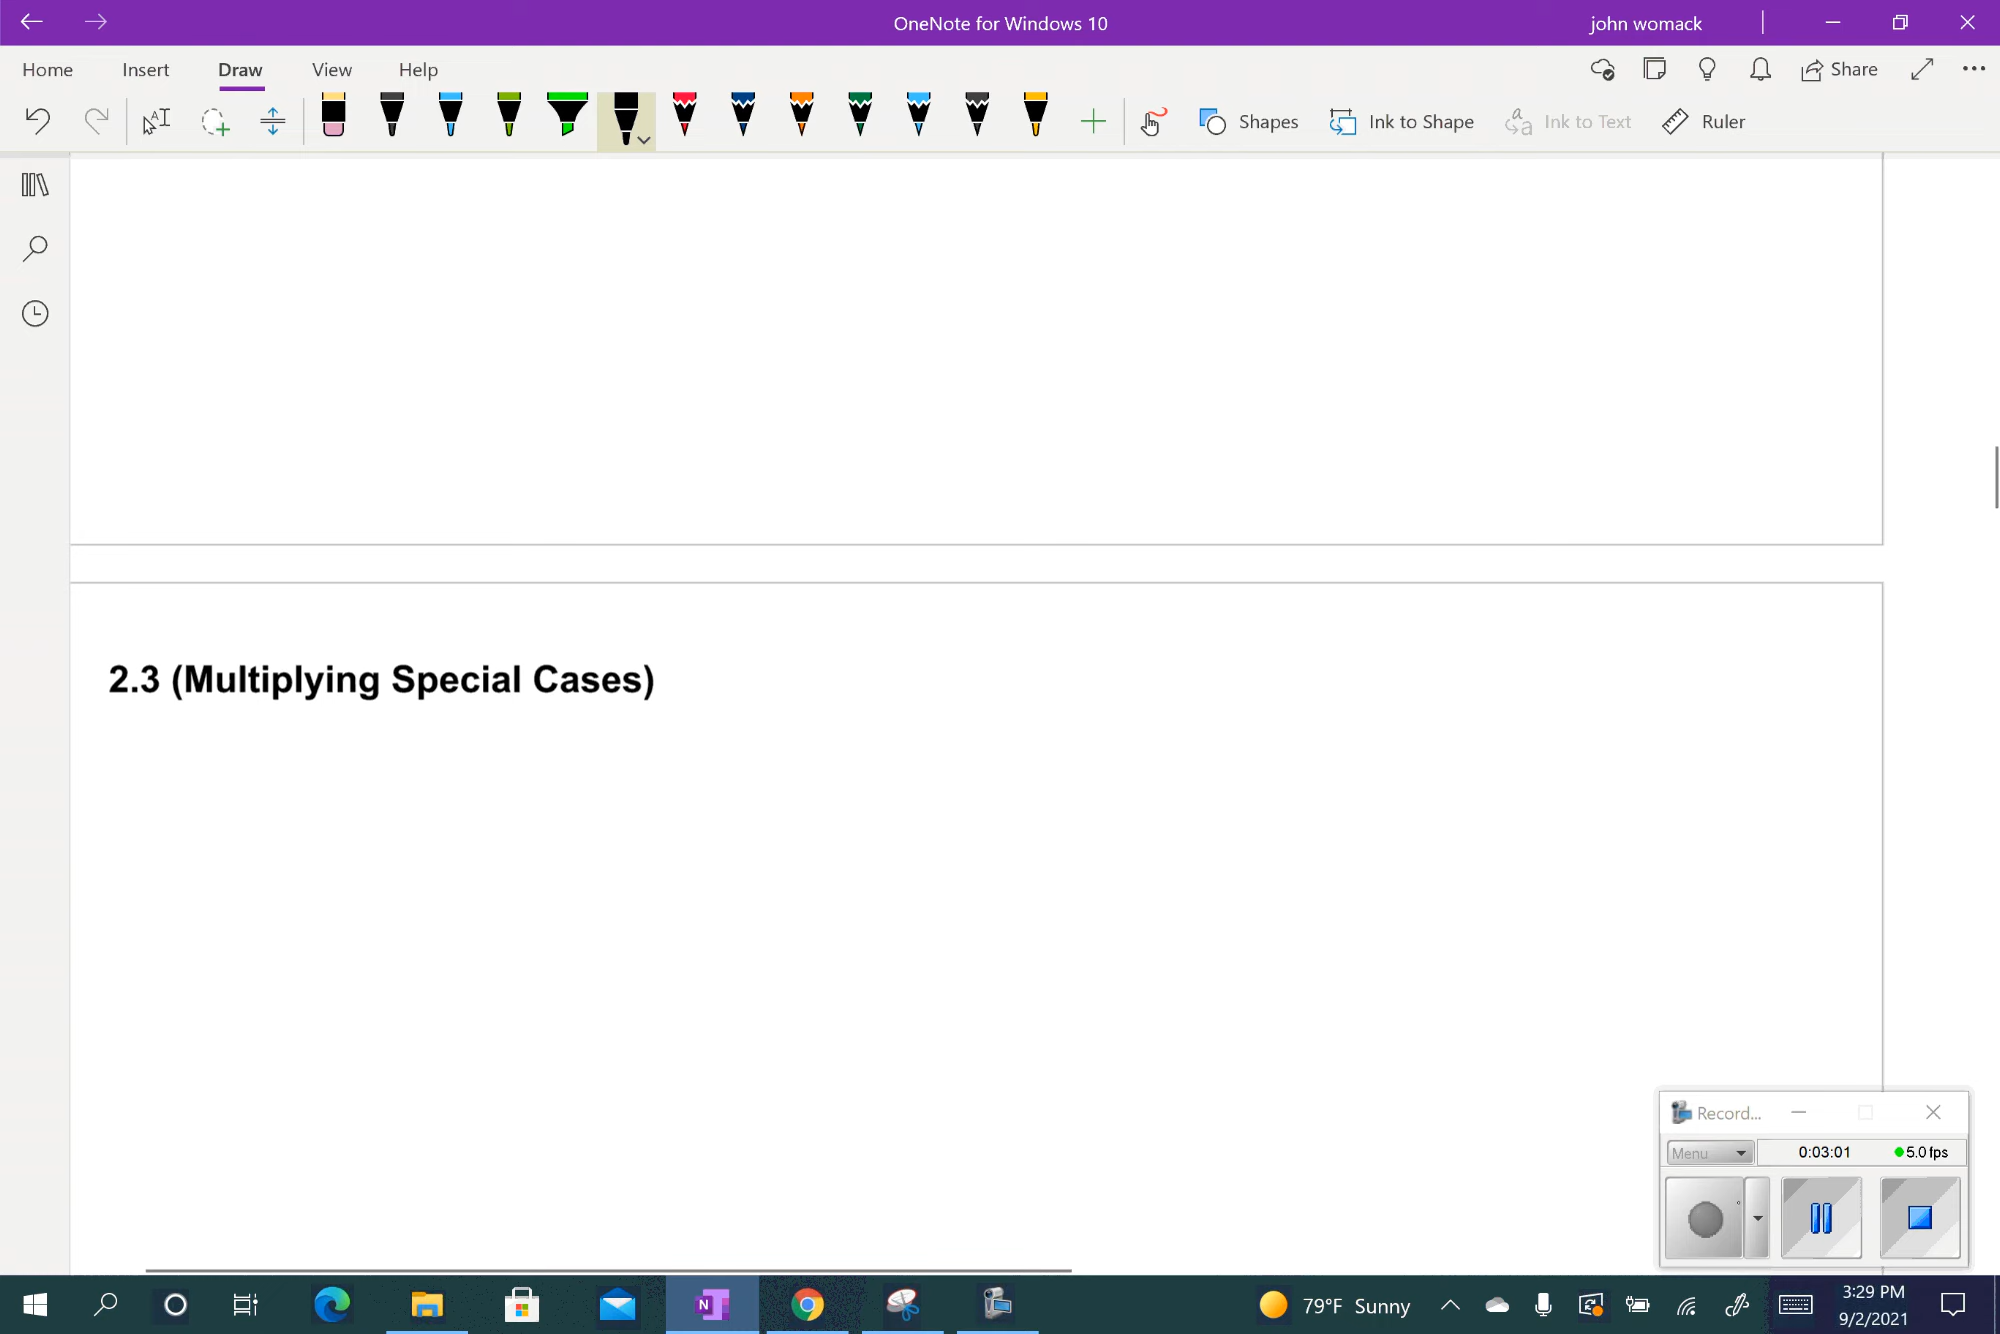 OneNote for Windows 10
john womack
Home Insert Draw View Help
Share
Shapes Ink to Shape Ink to Text Ruler
2.3 (Multiplying Special Cases)
Record...
Menu 0:03:01 5.0 fps
79°F Sunny
3:29 PM
9/2/2021